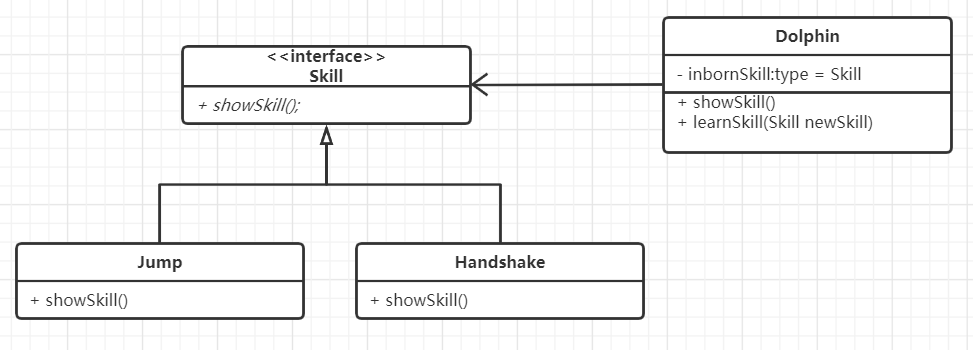 <<interface>>
Skill
+ showSkill();
Dolphin
- inbornSkill:type = Skill
+ showSkill()
+ learnSkill(Skill newSkill)
Jump
+ showSkill()
Handshake
+ showSkill()